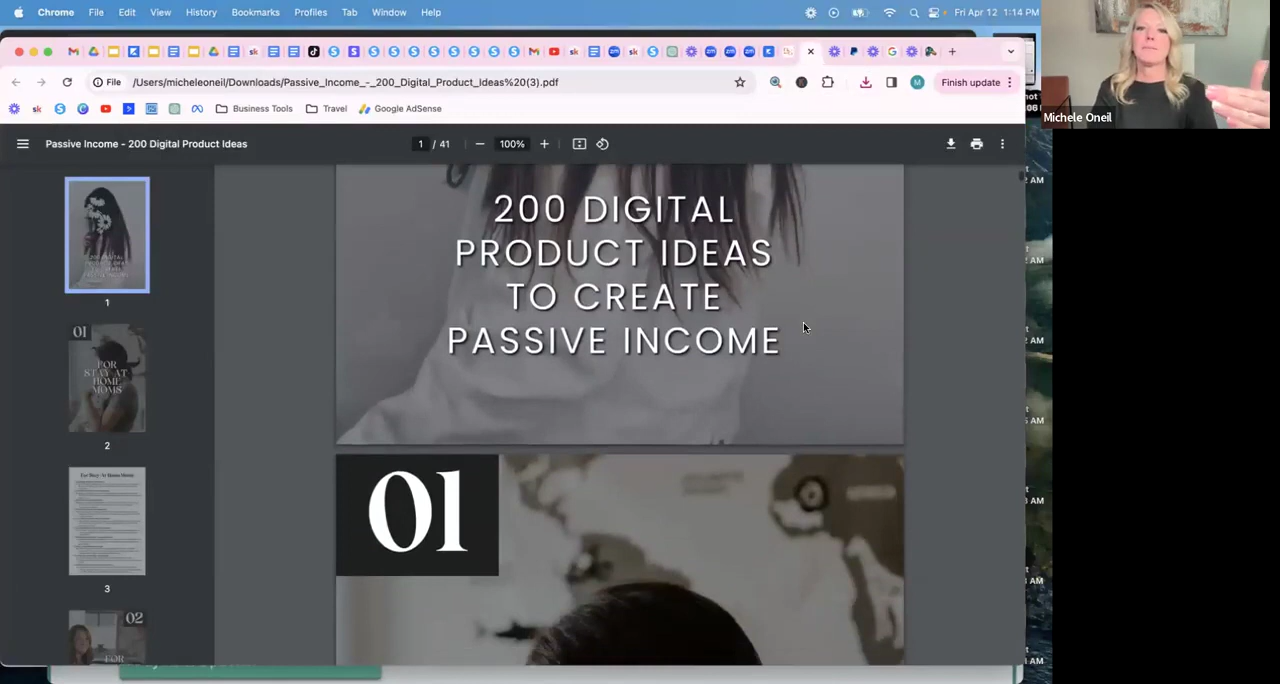 Chrome File Edit View History Bookmarks Profiles Tab Window Help Fri Apr 12 1:14 PM
File /Users/micheleoneil/Downloads/Passive_Income_-_200_Digital_Product_Ideas%20(3).pdf Finish update
Business Tools Travel Google AdSense
Michele Oneil
Passive Income - 200 Digital Product Ideas 1 / 41 100%
200 DIGITAL
PRODUCT IDEAS
TO CREATE
PASSIVE INCOME
1
01
FOR
STAY AT
HOME
MOMS
2
01
3
02
FOR